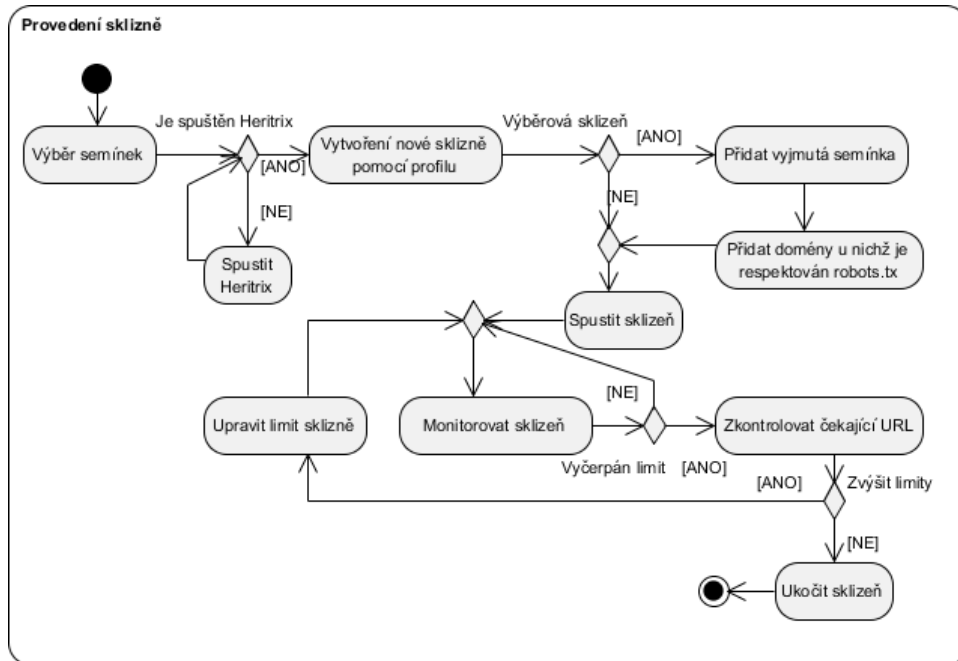 Provedení sklizně
Je spuštěn Heritrix
Výběr semínek
[ANO]
Vytvoření nové sklizně
pomocí profilu
Výběrová sklizeň
[ANO]
Přidat vyjmutá semínka
[NE]
Spustit
Heritrix
[NE]
Přidat domény u nichž je
respektován robots.tx
Spustit sklizeň
Upravit limit sklizně
Monitorovat sklizeň
[NE]
Vyčerpán limit
[ANO]
Zkontrolovat čekající URL
[ANO]
Zvýšit limity
[NE]
Ukočit sklizeň